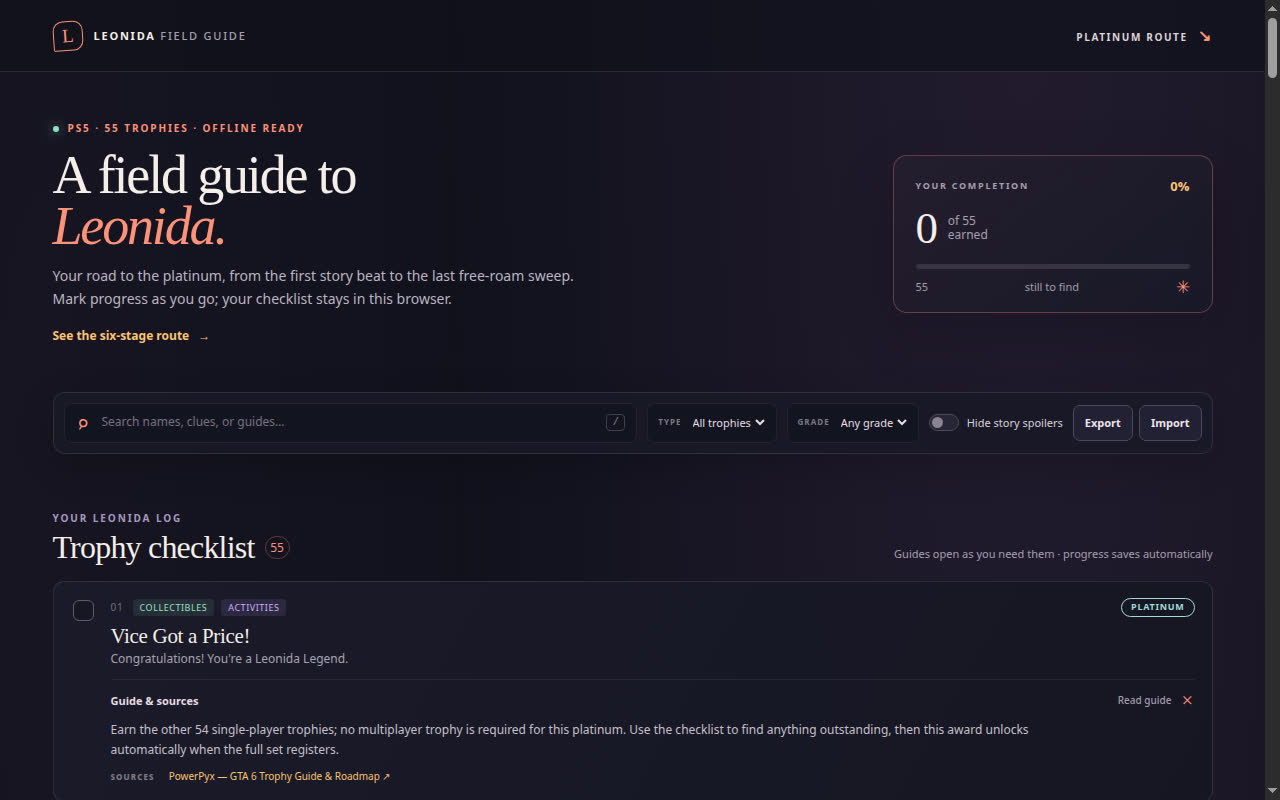 L LEONIDA FIELD GUIDE
PLATINUM ROUTE ↘
PS5 · 55 TROPHIES · OFFLINE READY
A field guide to
Leonida.
Your road to the platinum, from the first story beat to the last free-roam sweep.
Mark progress as you go; your checklist stays in this browser.
See the six-stage route →
YOUR COMPLETION 0%
0 of 55
earned
55 still to find
Search names, clues, or guides... /
TYPE All trophies
GRADE Any grade
Hide story spoilers
Export
Import
YOUR LEONIDA LOG
Trophy checklist 55
Guides open as you need them · progress saves automatically
01 COLLECTIBLES ACTIVITIES PLATINUM
Vice Got a Price!
Congratulations! You're a Leonida Legend.
Guide & sources Read guide
Earn the other 54 single-player trophies; no multiplayer trophy is required for this platinum. Use the checklist to find anything outstanding, then this award unlocks
automatically when the full set registers.
SOURCES PowerPyx — GTA 6 Trophy Guide & Roadmap ↗